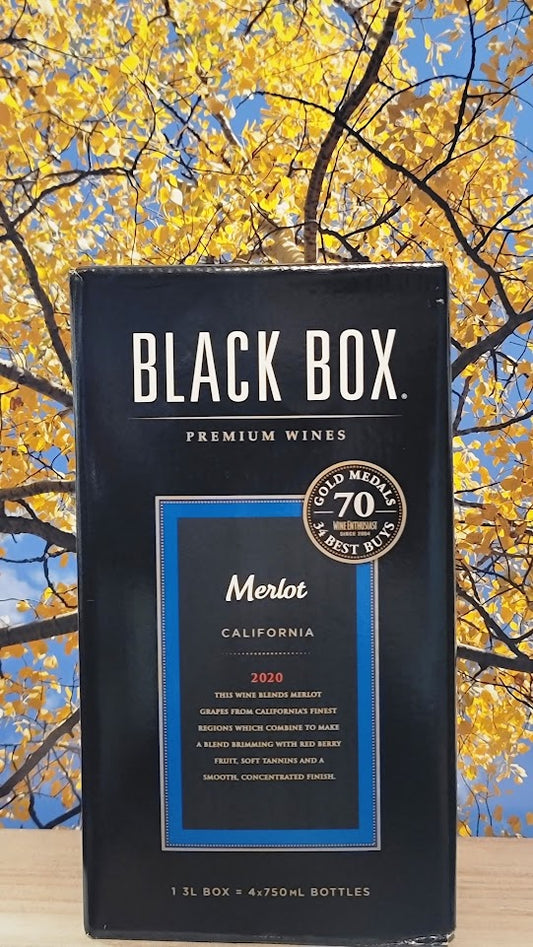 BLACK BOX.
PREMIUM WINES
GOLD MEDALS
70
WINE ENTHUSIAST
SINCE 2004
34 BEST BUYS
Merlot
CALIFORNIA
2020
THIS WINE BLENDS MERLOT
GRAPES FROM CALIFORNIA'S FINEST
REGIONS WHICH COMBINE TO MAKE
A BLEND BRIMMING WITH RED BERRY
FRUIT, SOFT TANNINS AND A
SMOOTH, CONCENTRATED FINISH.
1 3L BOX = 4x750ML BOTTLES